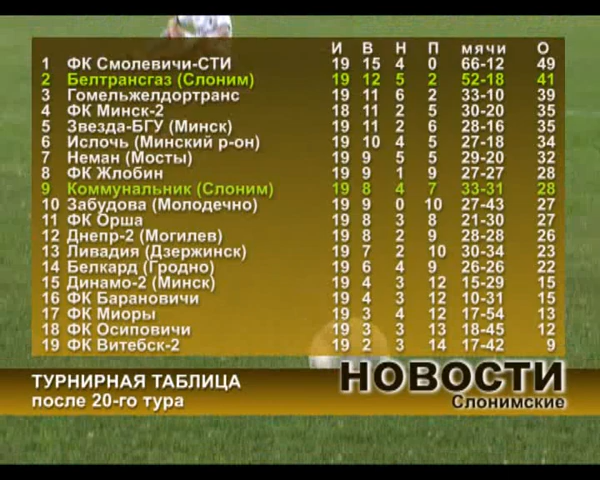 И В Н П мячи О
1 ФК Смолевичи-СТИ 19 15 4 0 66-12 49
2 Белтрансгаз (Слоним) 19 12 5 2 52-18 41
3 Гомельжелдортранс 19 11 6 2 33-10 39
4 ФК Минск-2 18 11 2 5 30-20 35
5 Звезда-БГУ (Минск) 19 11 2 6 28-16 35
6 Ислочь (Минский р-он) 19 10 4 5 27-18 34
7 Неман (Мосты) 19 9 5 5 29-20 32
8 ФК Жлобин 19 9 1 9 27-27 28
9 Коммунальник (Слоним) 19 8 4 7 33-31 28
10 Забудова (Молодечно) 19 9 0 10 27-43 27
11 ФК Орша 19 8 3 8 21-30 27
12 Днепр-2 (Могилев) 19 8 2 9 28-28 26
13 Ливадия (Дзержинск) 19 7 2 10 30-34 23
14 Белкард (Гродно) 19 6 4 9 26-26 22
15 Динамо-2 (Минск) 19 4 3 12 15-29 15
16 ФК Барановичи 19 4 3 12 10-31 15
17 ФК Миоры 19 3 4 12 17-54 13
18 ФК Осиповичи 19 3 3 13 18-45 12
19 ФК Витебск-2 19 2 3 14 17-42 9
ТУРНИРНАЯ ТАБЛИЦА
после 20-го тура
НОВОСТИ
Слонимские